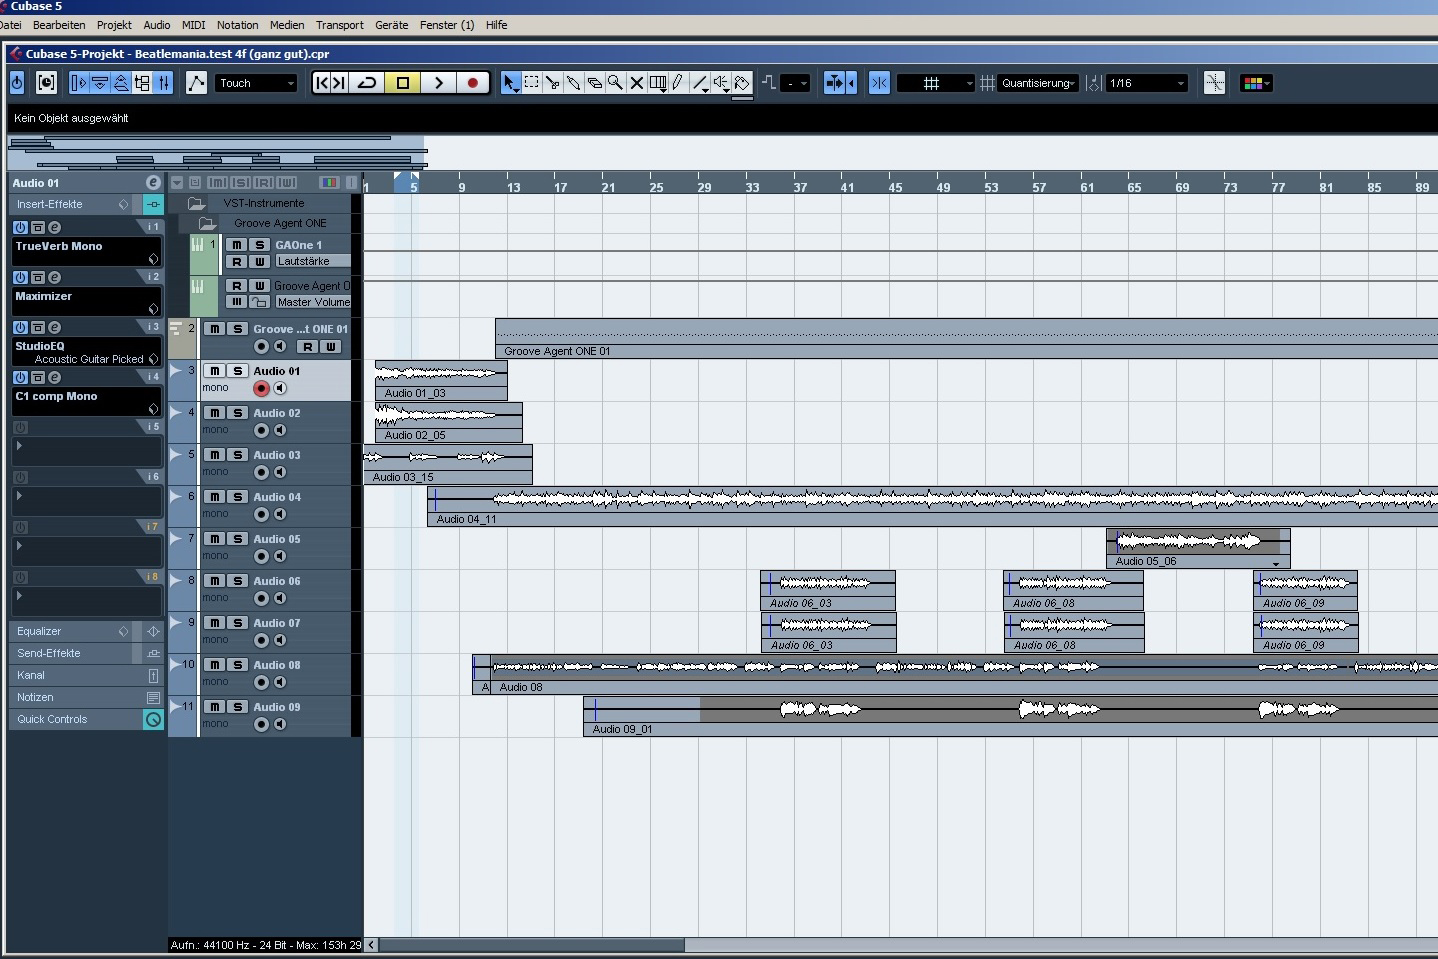 Cubase 5
Datei Bearbeiten Projekt Audio MIDI Notation Medien Transport Geräte Fenster (1) Hilfe
Cubase 5-Projekt - Beatlemania.test 4f (ganz gut).cpr
Touch - Quantisierung 1/16
Kein Objekt ausgewählt
Audio 01 e
Insert-Effekte
i 1
TrueVerb Mono
i 2
Maximizer
i 3
StudioEQ
Acoustic Guitar Picked
i 4
C1 comp Mono
i 5
i 6
i 7
i 8
Equalizer
Send-Effekte
Kanal
Notizen
Quick Controls
M S R W
1 5 9 13 17 21 25 29 33 37 41 45 49 53 57 61 65 69 73 77 81 85 89
VST-Instrumente
Groove Agent ONE
1 M S GAOne 1
R W Lautstärke
R W Groove Agent O
Master Volume
2 M S Groove ...t ONE 01
R W
Groove Agent ONE 01
3 M S Audio 01
mono
Audio 01_03
4 M S Audio 02
mono
Audio 02_05
5 M S Audio 03
mono
Audio 03_15
6 M S Audio 04
mono
Audio 04_11
7 M S Audio 05
mono
Audio 05_06
8 M S Audio 06
mono
Audio 06_03 Audio 06_08 Audio 06_09
9 M S Audio 07
mono
Audio 06_03 Audio 06_08 Audio 06_09
10 M S Audio 08
mono
A Audio 08
11 M S Audio 09
mono
Audio 09_01
Aufn.: 44100 Hz - 24 Bit - Max: 153h 29